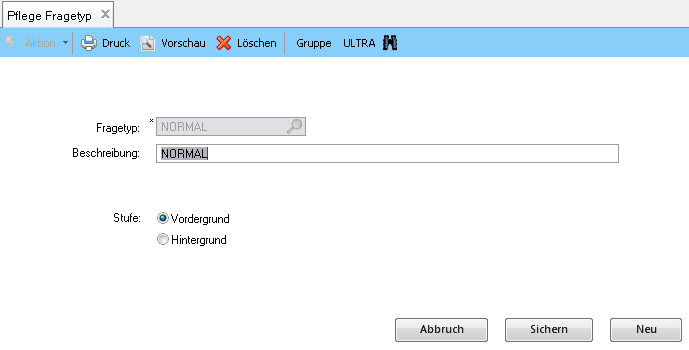 Pflege Fragetyp
Aktion Druck Vorschau Löschen Gruppe ULTRA
Fragetyp: * NORMAL
Beschreibung: NORMAL
Stufe: Vordergrund
Hintergrund
Abbruch Sichern Neu